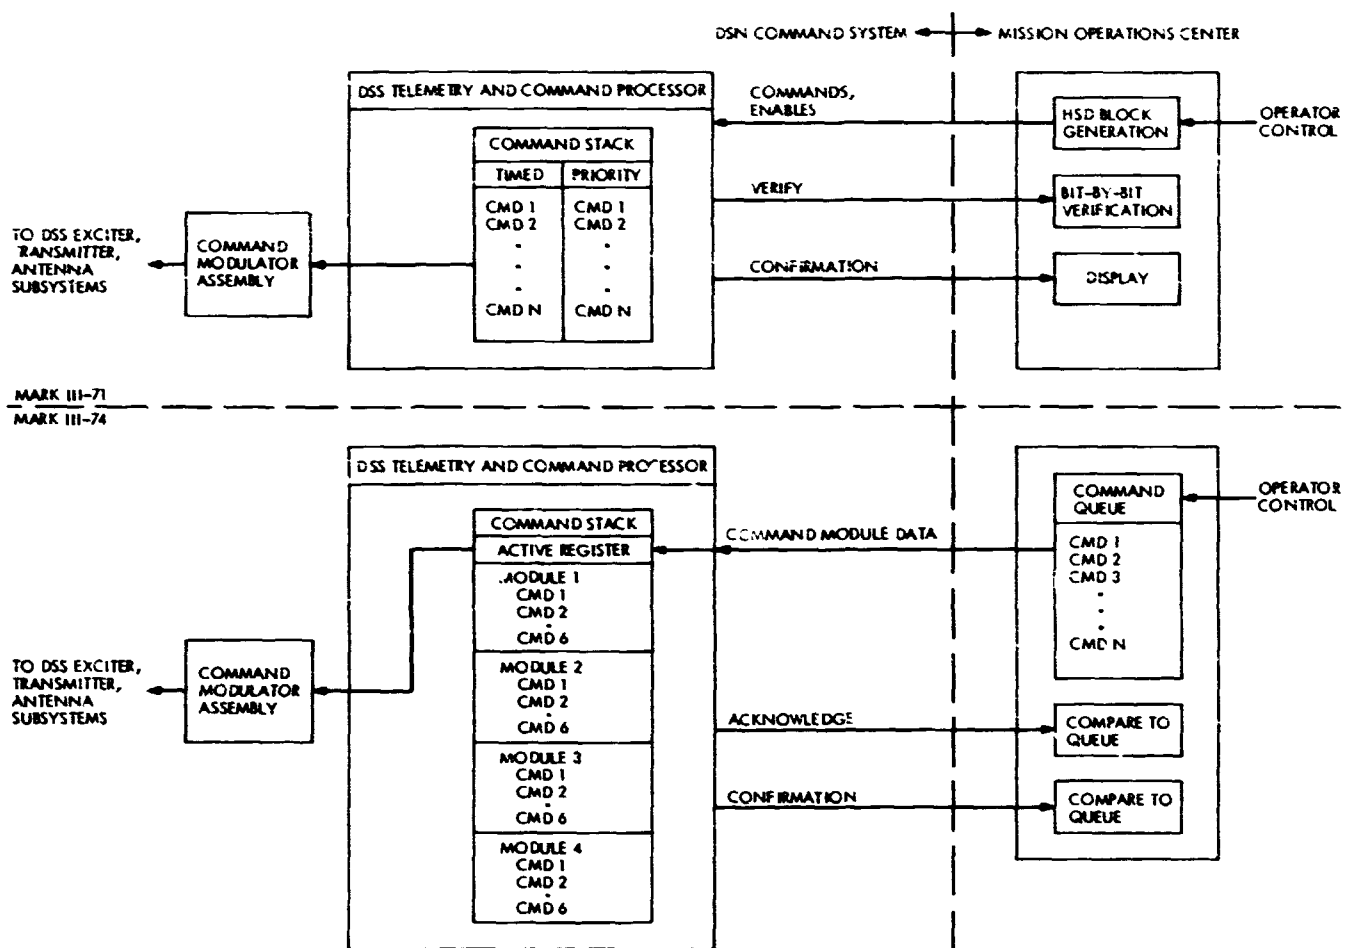 DSN COMMAND SYSTEM
MISSION OPERATIONS CENTER
DSS TELEMETRY AND COMMAND PROCESSOR
COMMAND STACK
TIMED
PRIORITY
CMD 1
CMD 1
CMD 2
CMD 2
CMD N
CMD N
TO DSS EXCITER,
TRANSMITTER,
ANTENNA
SUBSYSTEMS
COMMAND
MODULATOR
ASSEMBLY
COMMANDS,
ENABLES
VERIFY
CONFIRMATION
HSD BLOCK
GENERATION
OPERATOR
CONTROL
BIT-BY-BIT
VERIFICATION
DISPLAY
MARK III-71
MARK III-74
DSS TELEMETRY AND COMMAND PROCESSOR
COMMAND STACK
ACTIVE REGISTER
MODULE 1
CMD 1
CMD 2
CMD 6
MODULE 2
CMD 1
CMD 2
CMD 6
MODULE 3
CMD 1
CMD 2
CMD 6
MODULE 4
CMD 1
CMD 2
CMD 6
TO DSS EXCITER,
TRANSMITTER,
ANTENNA
SUBSYSTEMS
COMMAND
MODULATOR
ASSEMBLY
COMMAND MODULE DATA
ACKNOWLEDGE
CONFIRMATION
COMMAND
QUEUE
OPERATOR
CONTROL
CMD 1
CMD 2
CMD 3
CMD N
COMPARE TO
QUEUE
COMPARE TO
QUEUE